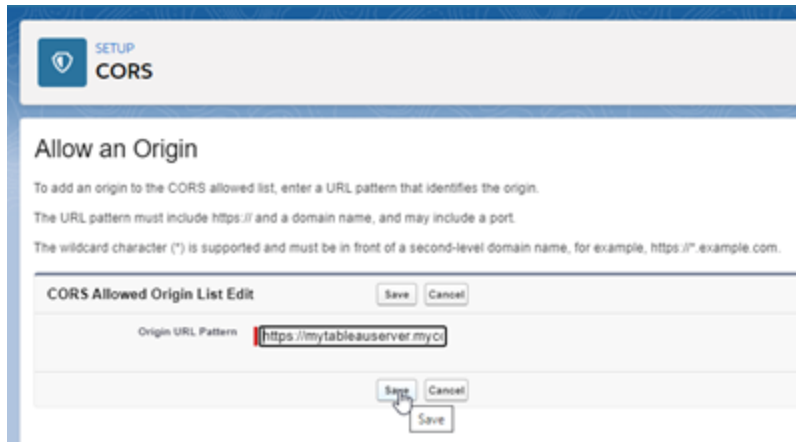 SETUP
CORS
Allow an Origin
To add an origin to the CORS allowed list, enter a URL pattern that identifies the origin.
The URL pattern must include https:// and a domain name, and may include a port.
The wildcard character (*) is supported and must be in front of a second-level domain name, for example, https://*.example.com.
CORS Allowed Origin List Edit Save Cancel
Origin URL Pattern https://mytableauserver.myco
Save Cancel
Save